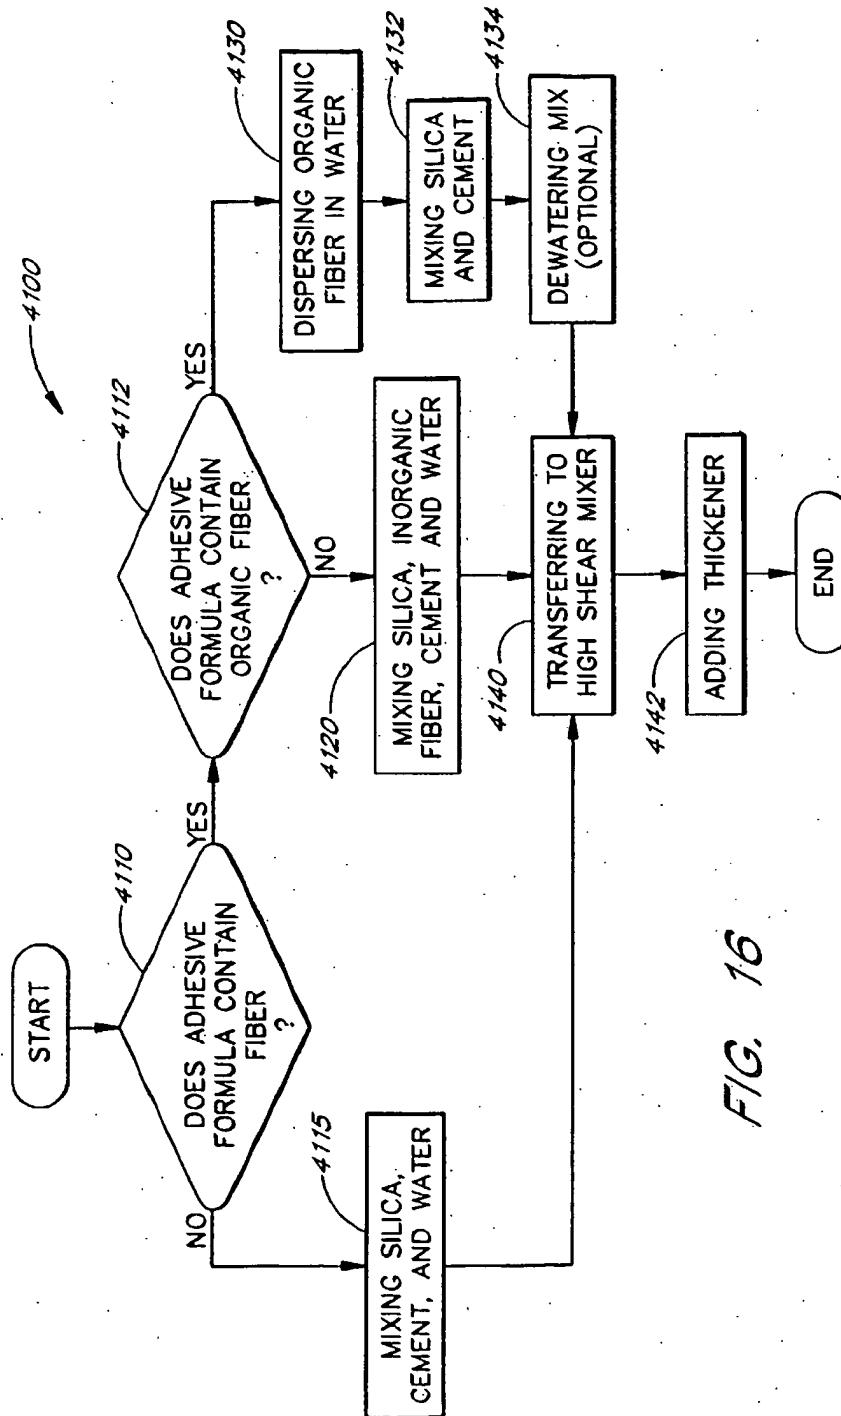 4100
START
4110
DOES ADHESIVE
FORMULA CONTAIN
FIBER
?
NO
YES
4112
DOES ADHESIVE
FORMULA CONTAIN
ORGANIC FIBER
?
YES
NO
4115
MIXING SILICA,
CEMENT, AND WATER
4120
MIXING SILICA, INORGANIC
FIBER, CEMENT AND WATER
4130
DISPERSING ORGANIC
FIBER IN WATER
4132
MIXING SILICA
AND CEMENT
4134
DEWATERING MIX
(OPTIONAL)
4140
TRANSFERRING TO
HIGH SHEAR MIXER
4142
ADDING THICKENER
END
FIG. 16